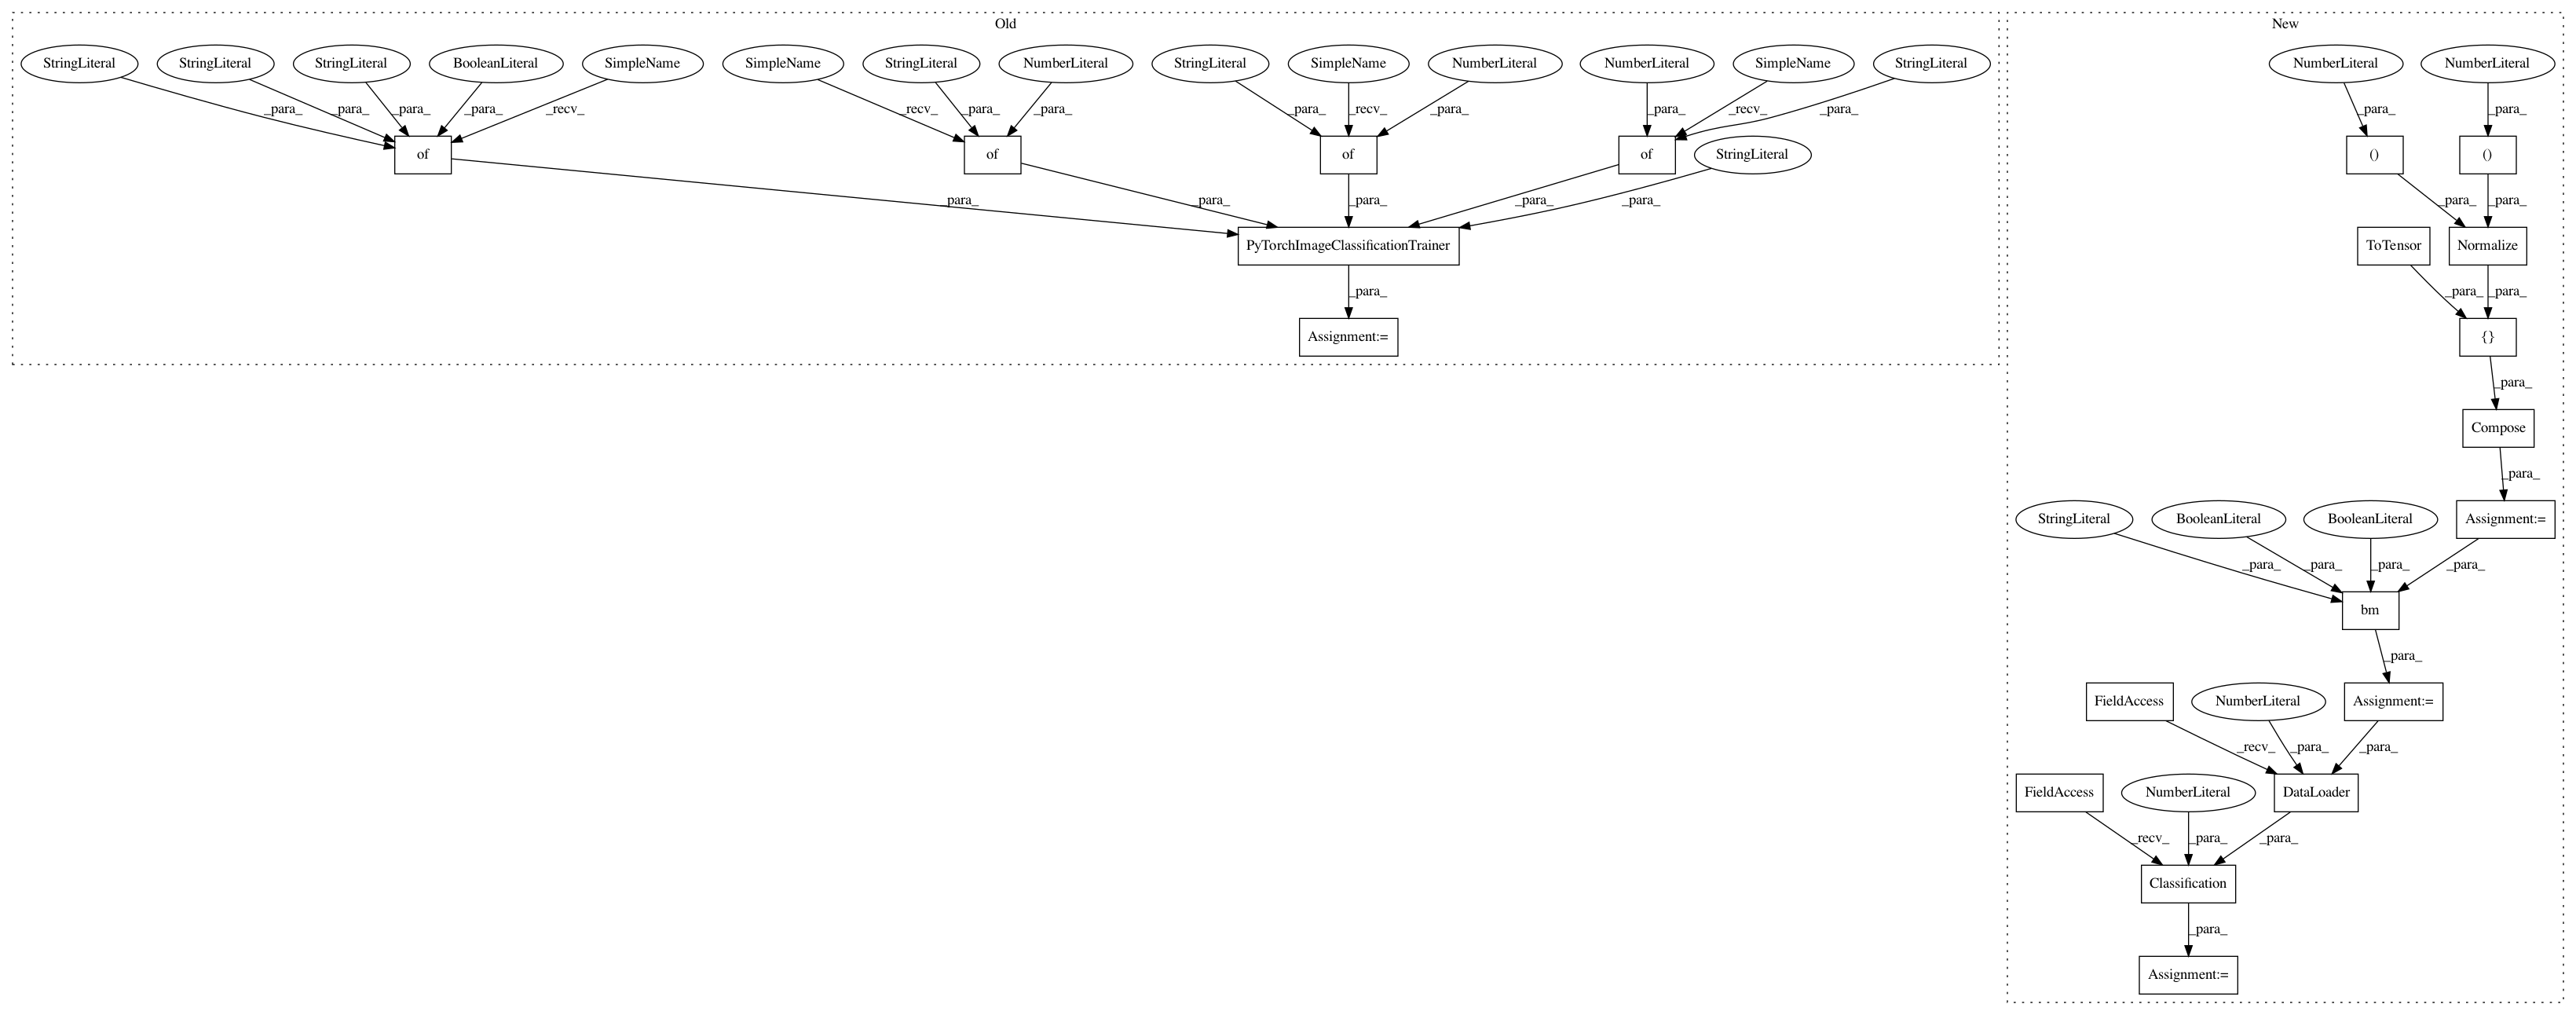 Old
New
StringLiteral StringLiteral StringLiteral BooleanLiteral SimpleName SimpleName StringLiteral NumberLiteral StringLiteral SimpleName NumberLiteral NumberLiteral SimpleName StringLiteral NumberLiteral NumberLiteral
_para_ _para_ _para_ _para_ _recv_ _recv_ _para_ _para_ _para_ _recv_ _para_ _para_ _recv_ _para_ _para_ _para_
of of of of StringLiteral () ()
_para_ _para_ _para_ _para_ _para_ _para_ _para_
PyTorchImageClassificationTrainer ToTensor Normalize
_para_ _para_ _para_
Assignment:= {}
_para_
Compose
_para_
StringLiteral BooleanLiteral BooleanLiteral Assignment:=
_para_ _para_ _para_ _para_
bm
_para_
FieldAccess NumberLiteral Assignment:=
_recv_ _para_ _para_
FieldAccess NumberLiteral DataLoader
_recv_ _para_ _para_
Classification
_para_
Assignment:=